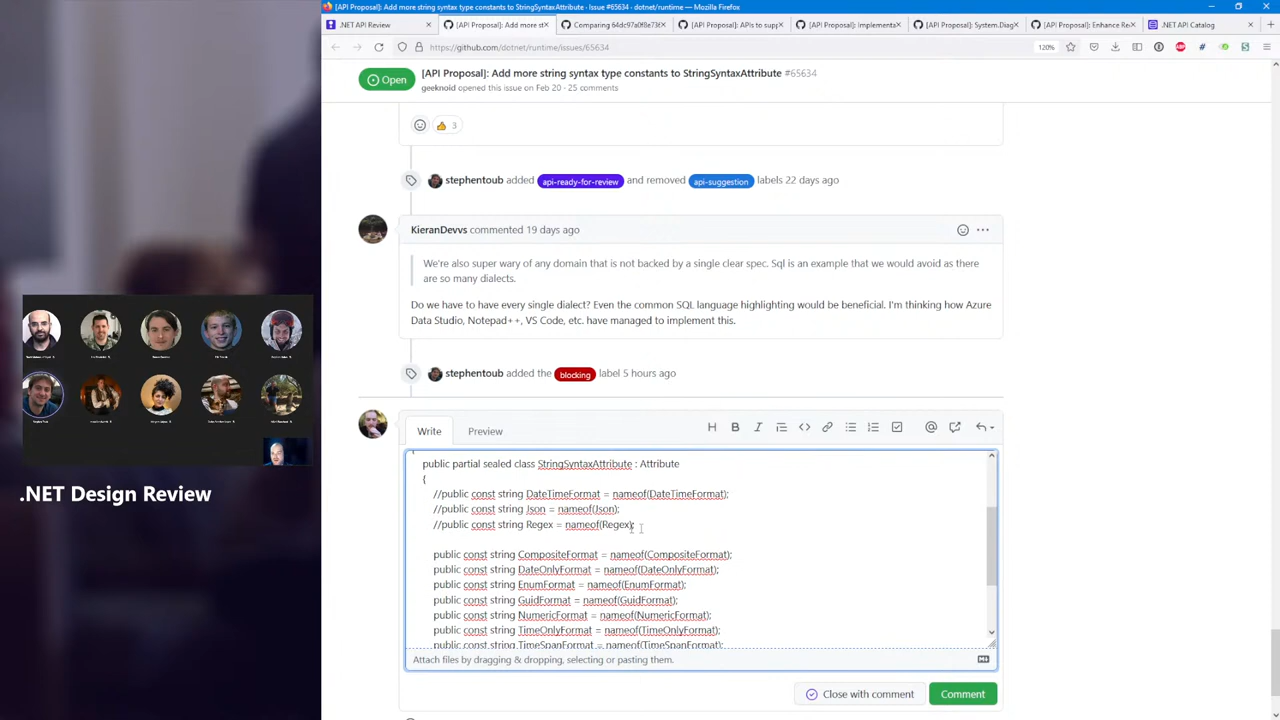 [API Proposal]: Add more string syntax type constants to StringSyntaxAttribute · Issue #65634 · dotnet/runtime — Mozilla Firefox
.NET API Review
[API Proposal]: Add more st
Comparing 64dc97a0f8e73
[API Proposal]: APIs to supp
[API Proposal]: Implementa
[API Proposal]: System.Diag
[API Proposal]: Enhance Re
.NET API Catalog
https://github.com/dotnet/runtime/issues/65634
120%
Open
[API Proposal]: Add more string syntax type constants to StringSyntaxAttribute #65634
geeknoid opened this issue on Feb 20 · 25 comments
3
stephentoub added api-ready-for-review and removed api-suggestion labels 22 days ago
KieranDevvs commented 19 days ago
We're also super wary of any domain that is not backed by a single clear spec. Sql is an example that we would avoid as there
are so many dialects.
Do we have to have every single dialect? Even the common SQL language highlighting would be beneficial. I'm thinking how Azure
Data Studio, Notepad++, VS Code, etc. have managed to implement this.
stephentoub added the blocking label 5 hours ago
Write
Preview
public partial sealed class StringSyntaxAttribute : Attribute
{
//public const string DateTimeFormat = nameof(DateTimeFormat);
//public const string Json = nameof(Json);
//public const string Regex = nameof(Regex);
public const string CompositeFormat = nameof(CompositeFormat);
public const string DateOnlyFormat = nameof(DateOnlyFormat);
public const string EnumFormat = nameof(EnumFormat);
public const string GuidFormat = nameof(GuidFormat);
public const string NumericFormat = nameof(NumericFormat);
public const string TimeOnlyFormat = nameof(TimeOnlyFormat);
public const string TimeSpanFormat = nameof(TimeSpanFormat);
Attach files by dragging & dropping, selecting or pasting them.
Close with comment
Comment
.NET Design Review